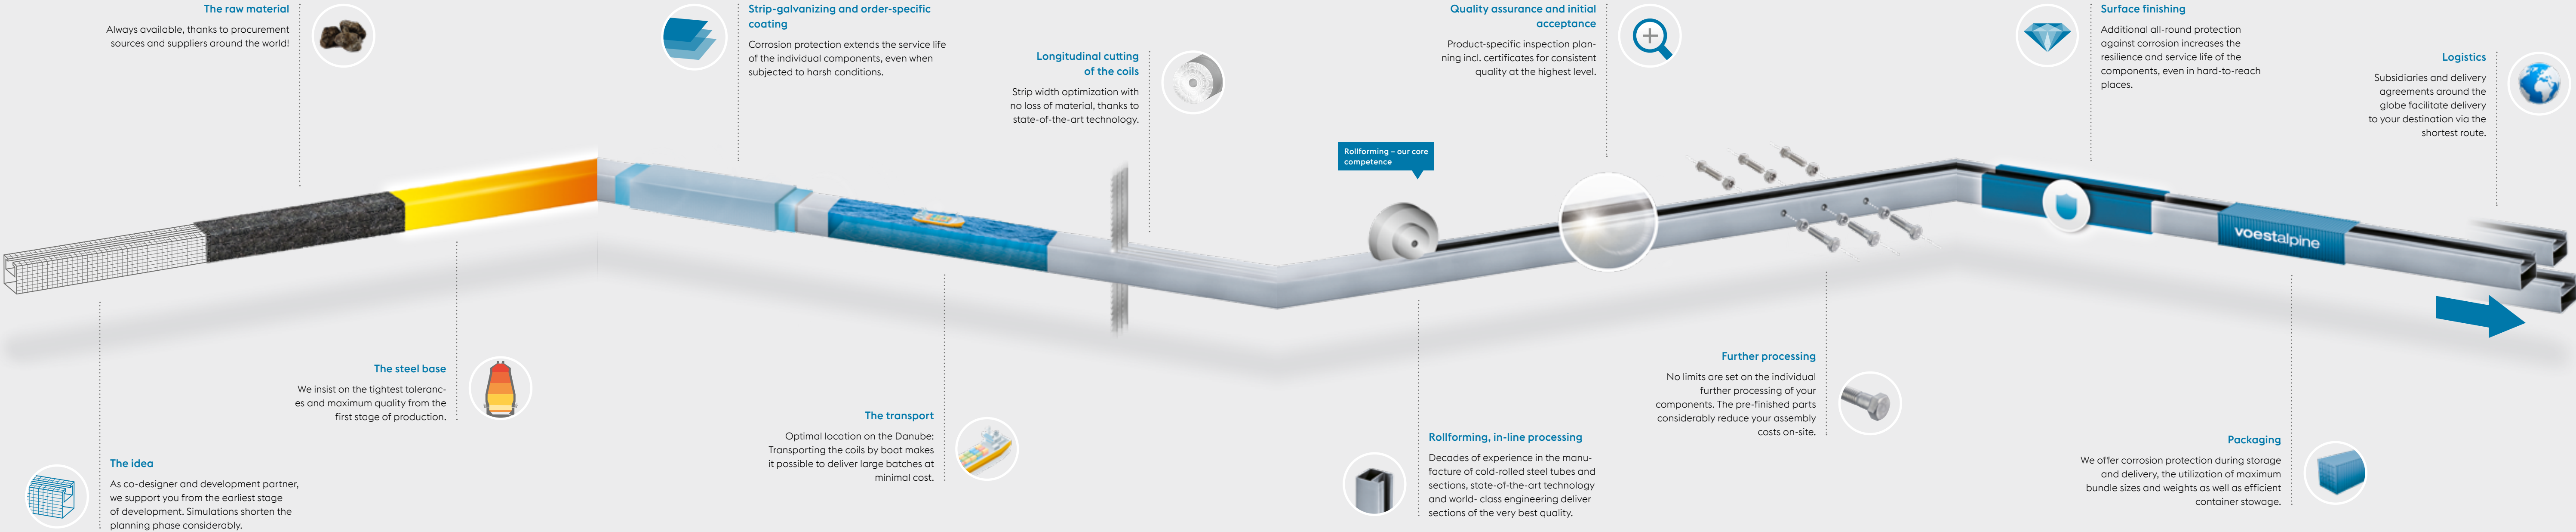 The raw material
Always available, thanks to procurement
sources and suppliers around the world!
Strip-galvanizing and order-specific
coating
Corrosion protection extends the service life
of the individual components, even when
subjected to harsh conditions.
Longitudinal cutting
of the coils
Strip width optimization with
no loss of material, thanks to
state-of-the-art technology.
Quality assurance and initial
acceptance
Product-specific inspection plan-
ning incl. certificates for consistent
quality at the highest level.
Surface finishing
Additional all-round protection
against corrosion increases the
resilience and service life of the
components, even in hard-to-reach
places.
Logistics
Subsidiaries and delivery
agreements around the
globe facilitate delivery
to your destination via the
shortest route.
Rollforming – our core
competence
voestalpine
The idea
As co-designer and development partner,
we support you from the earliest stage
of development. Simulations shorten the
planning phase considerably.
The steel base
We insist on the tightest toleranc-
es and maximum quality from the
first stage of production.
The transport
Optimal location on the Danube:
Transporting the coils by boat makes
it possible to deliver large batches at
minimal cost.
Rollforming, in-line processing
Decades of experience in the manu-
facture of cold-rolled steel tubes and
sections, state-of-the-art technology
and world- class engineering deliver
sections of the very best quality.
Further processing
No limits are set on the individual
further processing of your
components. The pre-finished parts
considerably reduce your assembly
costs on-site.
Packaging
We offer corrosion protection during storage
and delivery, the utilization of maximum
bundle sizes and weights as well as efficient
container stowage.